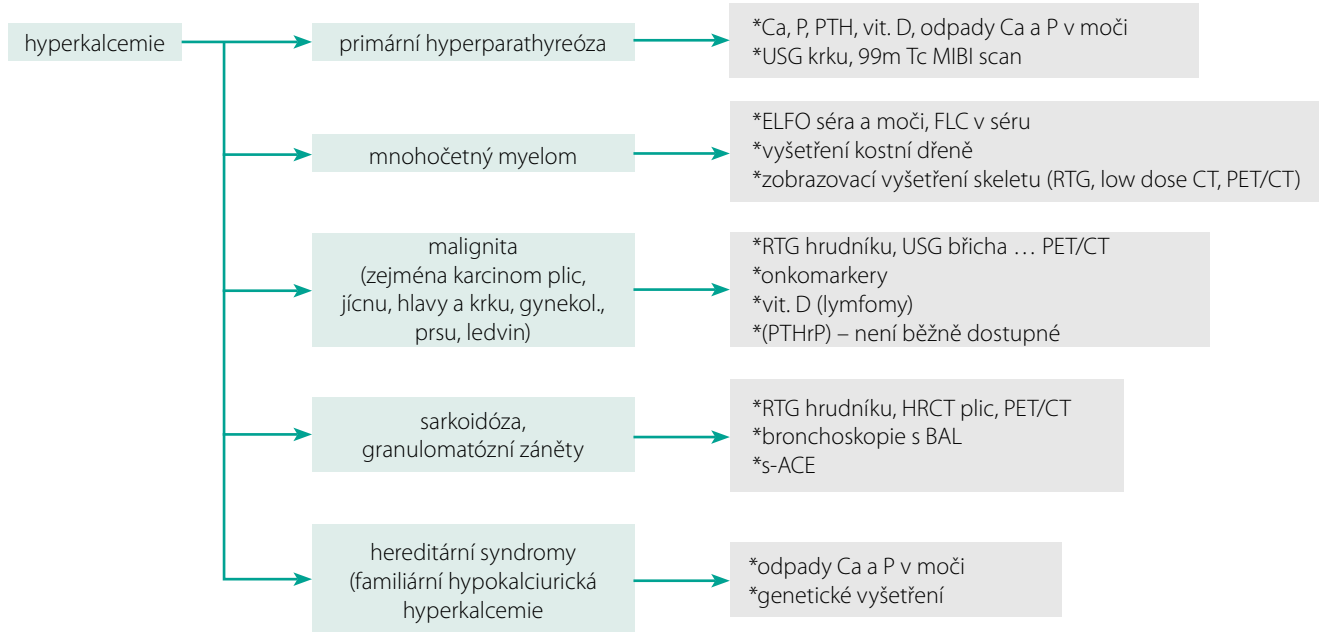 hyperkalcemie
primární hyperparathyreóza
*Ca, P, PTH, vit. D, odpady Ca a P v moči
*USG krku, 99m Tc MIBI scan
mnohočetný myelom
*ELFO séra a moči, FLC v séru
*vyšetření kostní dřeně
*zobrazovací vyšetření skeletu (RTG, low dose CT, PET/CT)
malignita
(zejména karcinom plic,
jícnu, hlavy a krku, gynekol.,
prsu, ledvin)
*RTG hrudníku, USG břicha … PET/CT
*onkomarkery
*vit. D (lymfomy)
*(PTHrP) – není běžně dostupné
sarkoidóza,
granulomatózní záněty
*RTG hrudníku, HRCT plic, PET/CT
*bronchoskopie s BAL
*s-ACE
hereditární syndromy
(familiární hypokalciurická
hyperkalcemie
*odpady Ca a P v moči
*genetické vyšetření